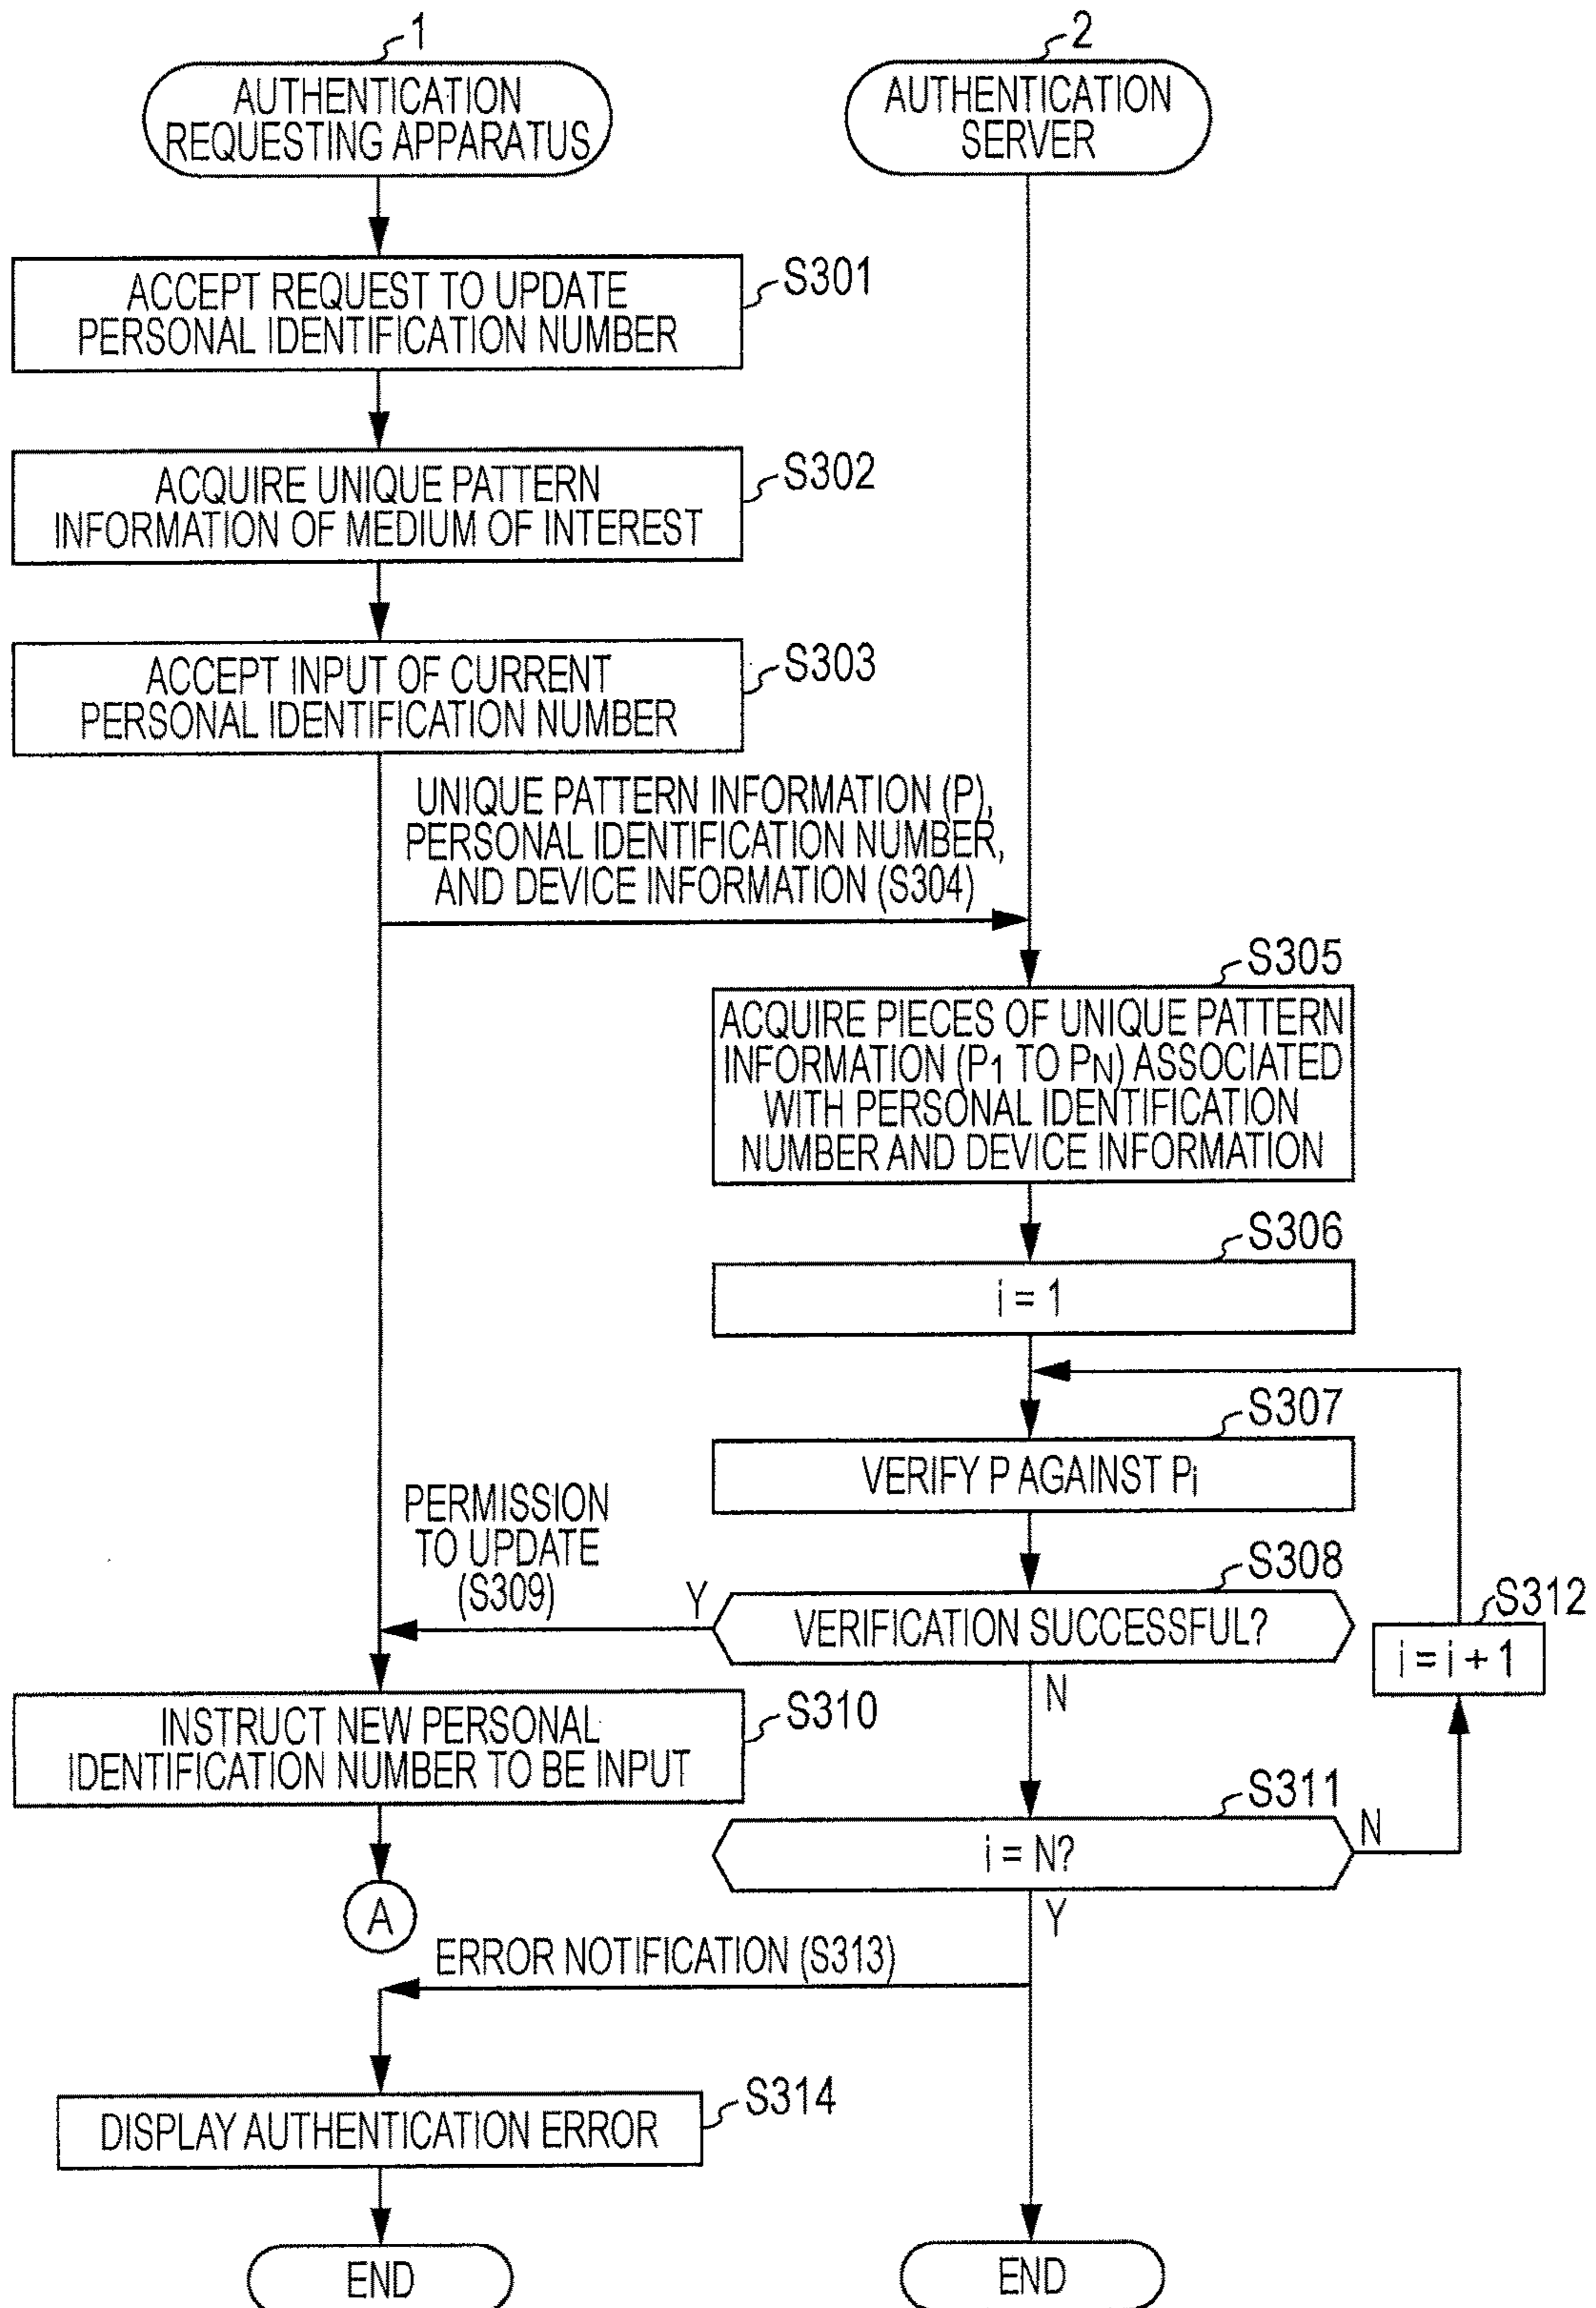 1
AUTHENTICATION
REQUESTING APPARATUS
2
AUTHENTICATION
SERVER
S301
ACCEPT REQUEST TO UPDATE
PERSONAL IDENTIFICATION NUMBER
S302
ACQUIRE UNIQUE PATTERN
INFORMATION OF MEDIUM OF INTEREST
S303
ACCEPT INPUT OF CURRENT
PERSONAL IDENTIFICATION NUMBER
UNIQUE PATTERN INFORMATION (P),
PERSONAL IDENTIFICATION NUMBER,
AND DEVICE INFORMATION (S304)
S305
ACQUIRE PIECES OF UNIQUE PATTERN
INFORMATION (P1 TO PN) ASSOCIATED
WITH PERSONAL IDENTIFICATION
NUMBER AND DEVICE INFORMATION
S306
i = 1
S307
VERIFY P AGAINST Pi
PERMISSION
TO UPDATE
(S309)
S308
Y
VERIFICATION SUCCESSFUL?
N
S312
i = i + 1
S310
INSTRUCT NEW PERSONAL
IDENTIFICATION NUMBER TO BE INPUT
S311
i = N?
N
Y
A
ERROR NOTIFICATION (S313)
S314
DISPLAY AUTHENTICATION ERROR
END
END